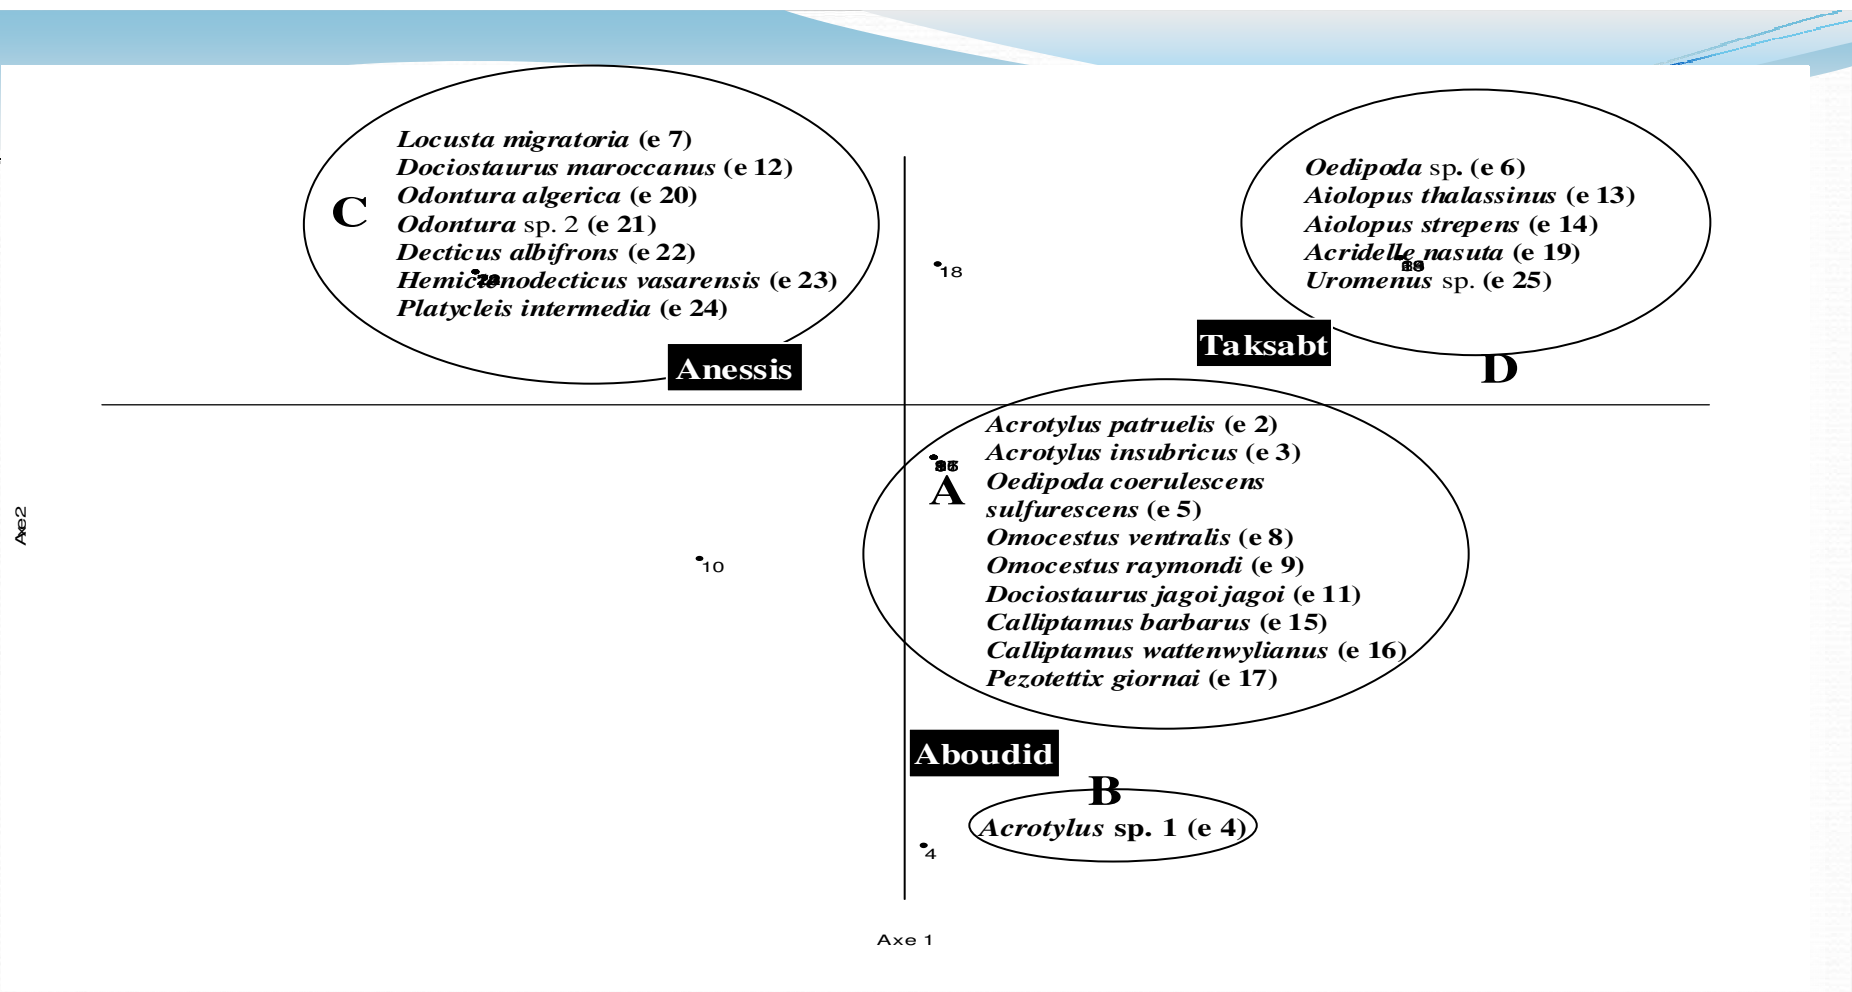 Locusta migratoria (e 7)
Dociostaurus maroccanus (e 12)
Odontura algerica (e 20)
Odontura sp. 2 (e 21)
Decticus albifrons (e 22)
Hemictenodecticus vasarensis (e 23)
Platycleis intermedia (e 24)
C
Anessis
18
Oedipoda sp. (e 6)
Aiolopus thalassinus (e 13)
Aiolopus strepens (e 14)
Acridelle nasuta (e 19)
Uromenus sp. (e 25)
Taksabt
D
Acrotylus patruelis (e 2)
Acrotylus insubricus (e 3)
Oedipoda coerulescens
sulfurescens (e 5)
Omocestus ventralis (e 8)
Omocestus raymondi (e 9)
Dociostaurus jagoi jagoi (e 11)
Calliptamus barbarus (e 15)
Calliptamus wattenwylianus (e 16)
Pezotettix giornai (e 17)
A
Axe 2
10
Aboudid
B
Acrotylus sp. 1 (e 4)
4
Axe 1